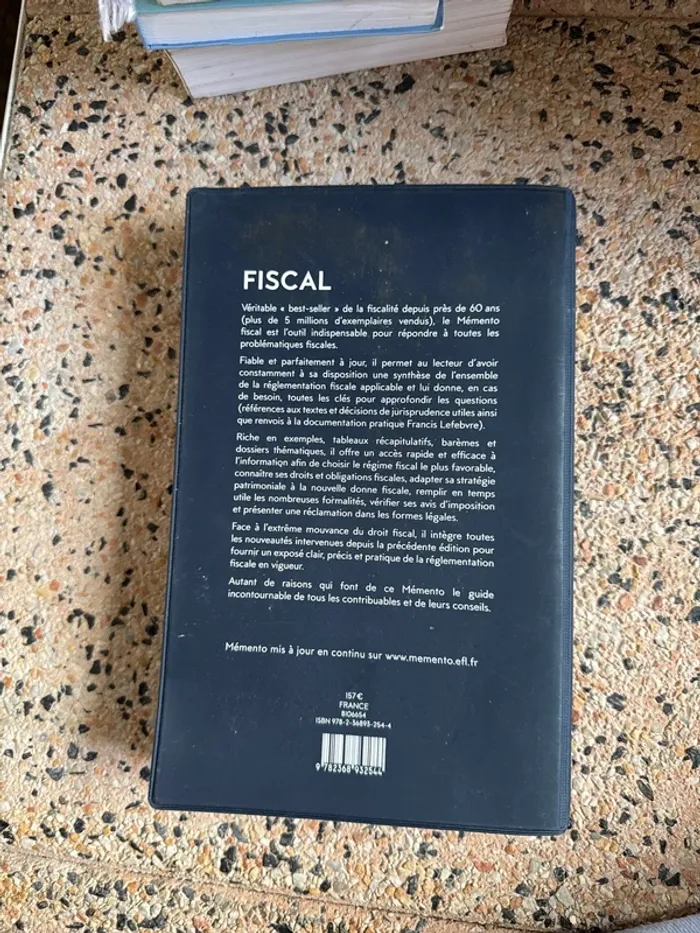 FISCAL
Véritable « best-seller » de la fiscalité depuis près de 60 ans
(plus de 5 millions d'exemplaires vendus), le Mémento
fiscal est l'outil indispensable pour répondre à toutes les
problématiques fiscales.
Fiable et parfaitement à jour, il permet au lecteur d'avoir
constamment à sa disposition une synthèse de l'ensemble
de la réglementation fiscale applicable et lui donne, en cas
de besoin, toutes les clés pour approfondir les questions
(références aux textes et décisions de jurisprudence utiles ainsi
que renvois à la documentation pratique Francis Lefebvre).
Riche en exemples, tableaux récapitulatifs, barèmes et
dossiers thématiques, il offre un accès rapide et efficace à
l'information afin de choisir le régime fiscal le plus favorable,
connaître ses droits et obligations fiscales, adapter sa stratégie
patrimoniale à la nouvelle donne fiscale, remplir en temps
utile les nombreuses formalités, vérifier ses avis d'imposition
et présenter une réclamation dans les formes légales.
Face à l'extrême mouvance du droit fiscal, il intègre toutes
les nouveautés intervenues depuis la précédente édition pour
fournir un exposé clair, précis et pratique de la réglementation
fiscale en vigueur.
Autant de raisons qui font de ce Mémento le guide
incontournable de tous les contribuables et de leurs conseils.
Mémento mis à jour en continu sur www.memento.efl.fr
157 €
FRANCE
BI06654
ISBN 978-2-36893-254-4
9 782368 932544